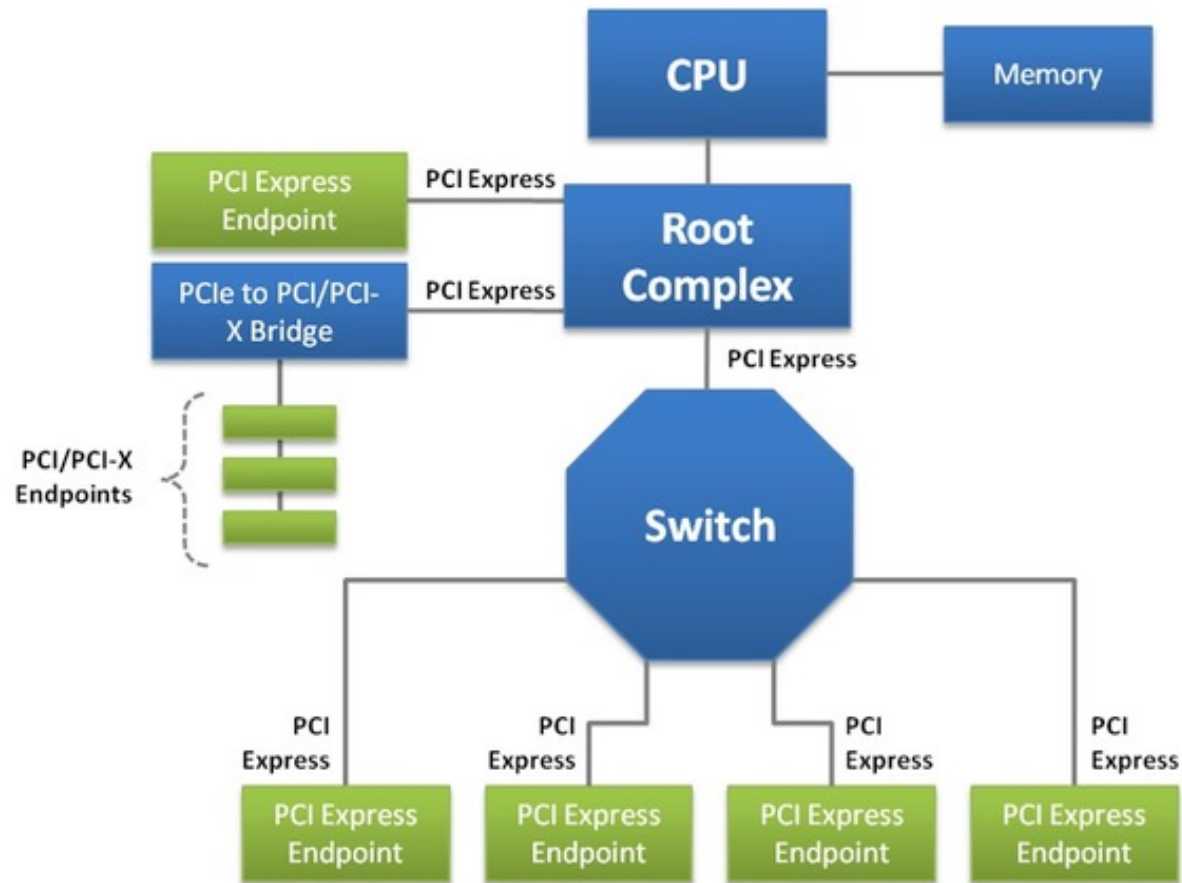 CPU
Memory
PCI Express
Endpoint
PCI Express
Root
Complex
PCIe to PCI/PCI-
X Bridge
PCI Express
PCI Express
PCI/PCI-X
Endpoints
Switch
PCI
Express
PCI
Express
PCI
Express
PCI
Express
PCI Express
Endpoint
PCI Express
Endpoint
PCI Express
Endpoint
PCI Express
Endpoint